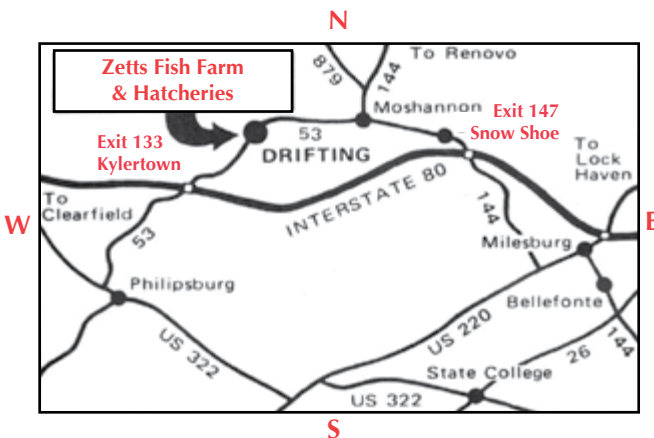 N
Zetts Fish Farm
& Hatcheries
879
144
To Renovo
Moshannon
Exit 147
Snow Shoe
53
Exit 133
Kylertown
DRIFTING
To
Lock
Haven
INTERSTATE 80
To
Clearfield
W
E
53
144
Milesburg
Philipsburg
Bellefonte
US 220
US 322
26
144
State College
US 322
S